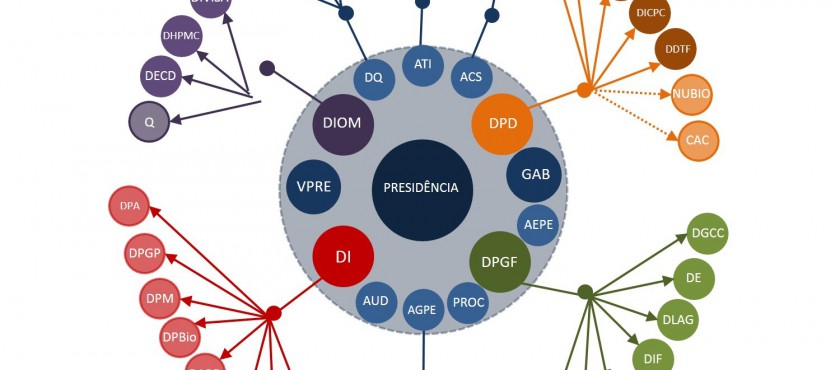 DICPC
DHPMC
DDTF
DECD
DQ
ATI
ACS
NUBIO
Q
DIOM
DPD
CAC
VPRE
PRESIDÊNCIA
GAB
DPA
AEPE
DGCC
DPGP
DI
DPGF
DE
DPM
AUD
AGPE
PROC
DLAG
DPBio
DIF